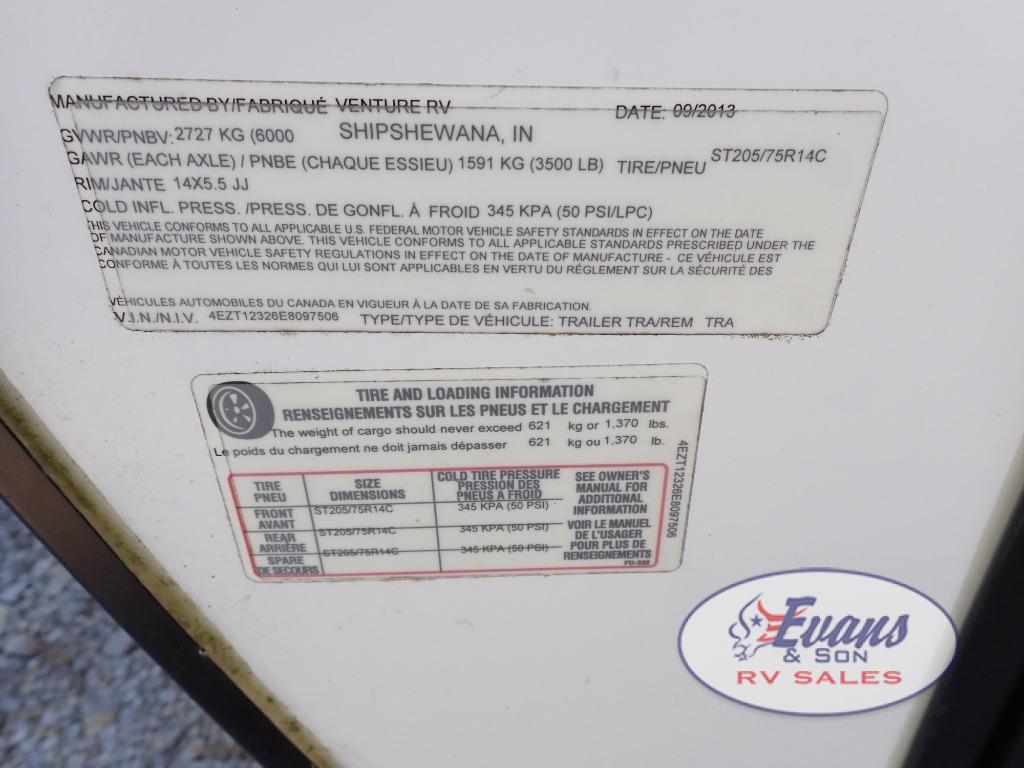 MANUFACTURED BY/FABRIQUÉ VENTURE RV DATE: 09/2013
GVWR/PNBV: 2727 KG (6000 SHIPSHEWANA, IN
GAWR (EACH AXLE) / PNBE (CHAQUE ESSIEU) 1591 KG (3500 LB) TIRE/PNEU ST205/75R14C
RIM/JANTE 14X5.5 JJ
COLD INFL. PRESS. /PRESS. DE GONFL. À FROID 345 KPA (50 PSI/LPC)
THIS VEHICLE CONFORMS TO ALL APPLICABLE U.S. FEDERAL MOTOR VEHICLE SAFETY STANDARDS IN EFFECT ON THE DATE
OF MANUFACTURE SHOWN ABOVE. THIS VEHICLE CONFORMS TO ALL APPLICABLE STANDARDS PRESCRIBED UNDER THE
CANADIAN MOTOR VEHICLE SAFETY REGULATIONS IN EFFECT ON THE DATE OF MANUFACTURE - CE VÉHICULE EST
CONFORME À TOUTES LES NORMES QUI LUI SONT APPLICABLES EN VERTU DU RÉGLEMENT SUR LA SÉCURITÉ DES
VÉHICULES AUTOMOBILES DU CANADA EN VIGUEUR À LA DATE DE SA FABRICATION.
V.I.N./N.I.V. 4EZT12326E8097506 TYPE/TYPE DE VÉHICULE: TRAILER TRA/REM TRA
TIRE AND LOADING INFORMATION
RENSEIGNEMENTS SUR LES PNEUS ET LE CHARGEMENT
The weight of cargo should never exceed 621 kg or 1,370 lbs.
Le poids du chargement ne doit jamais dépasser 621 kg ou 1,370 lb.
4EZT12326E8097506
TIRE
PNEU
SIZE
DIMENSIONS
COLD TIRE PRESSURE
PRESSION DES
PNEUS À FROID
SEE OWNER'S
MANUAL FOR
ADDITIONAL
INFORMATION
FRONT
AVANT
ST205/75R14C
345 KPA (50 PSI)
REAR
ARRIÈRE
ST205/75R14C
345 KPA (50 PSI)
SPARE
DE SECOURS
ST205/75R14C
345 KPA (50 PSI)
VOIR LE MANUEL
DE L'USAGER
POUR PLUS DE
RENSEIGNEMENTS
Evans
& SON
RV SALES